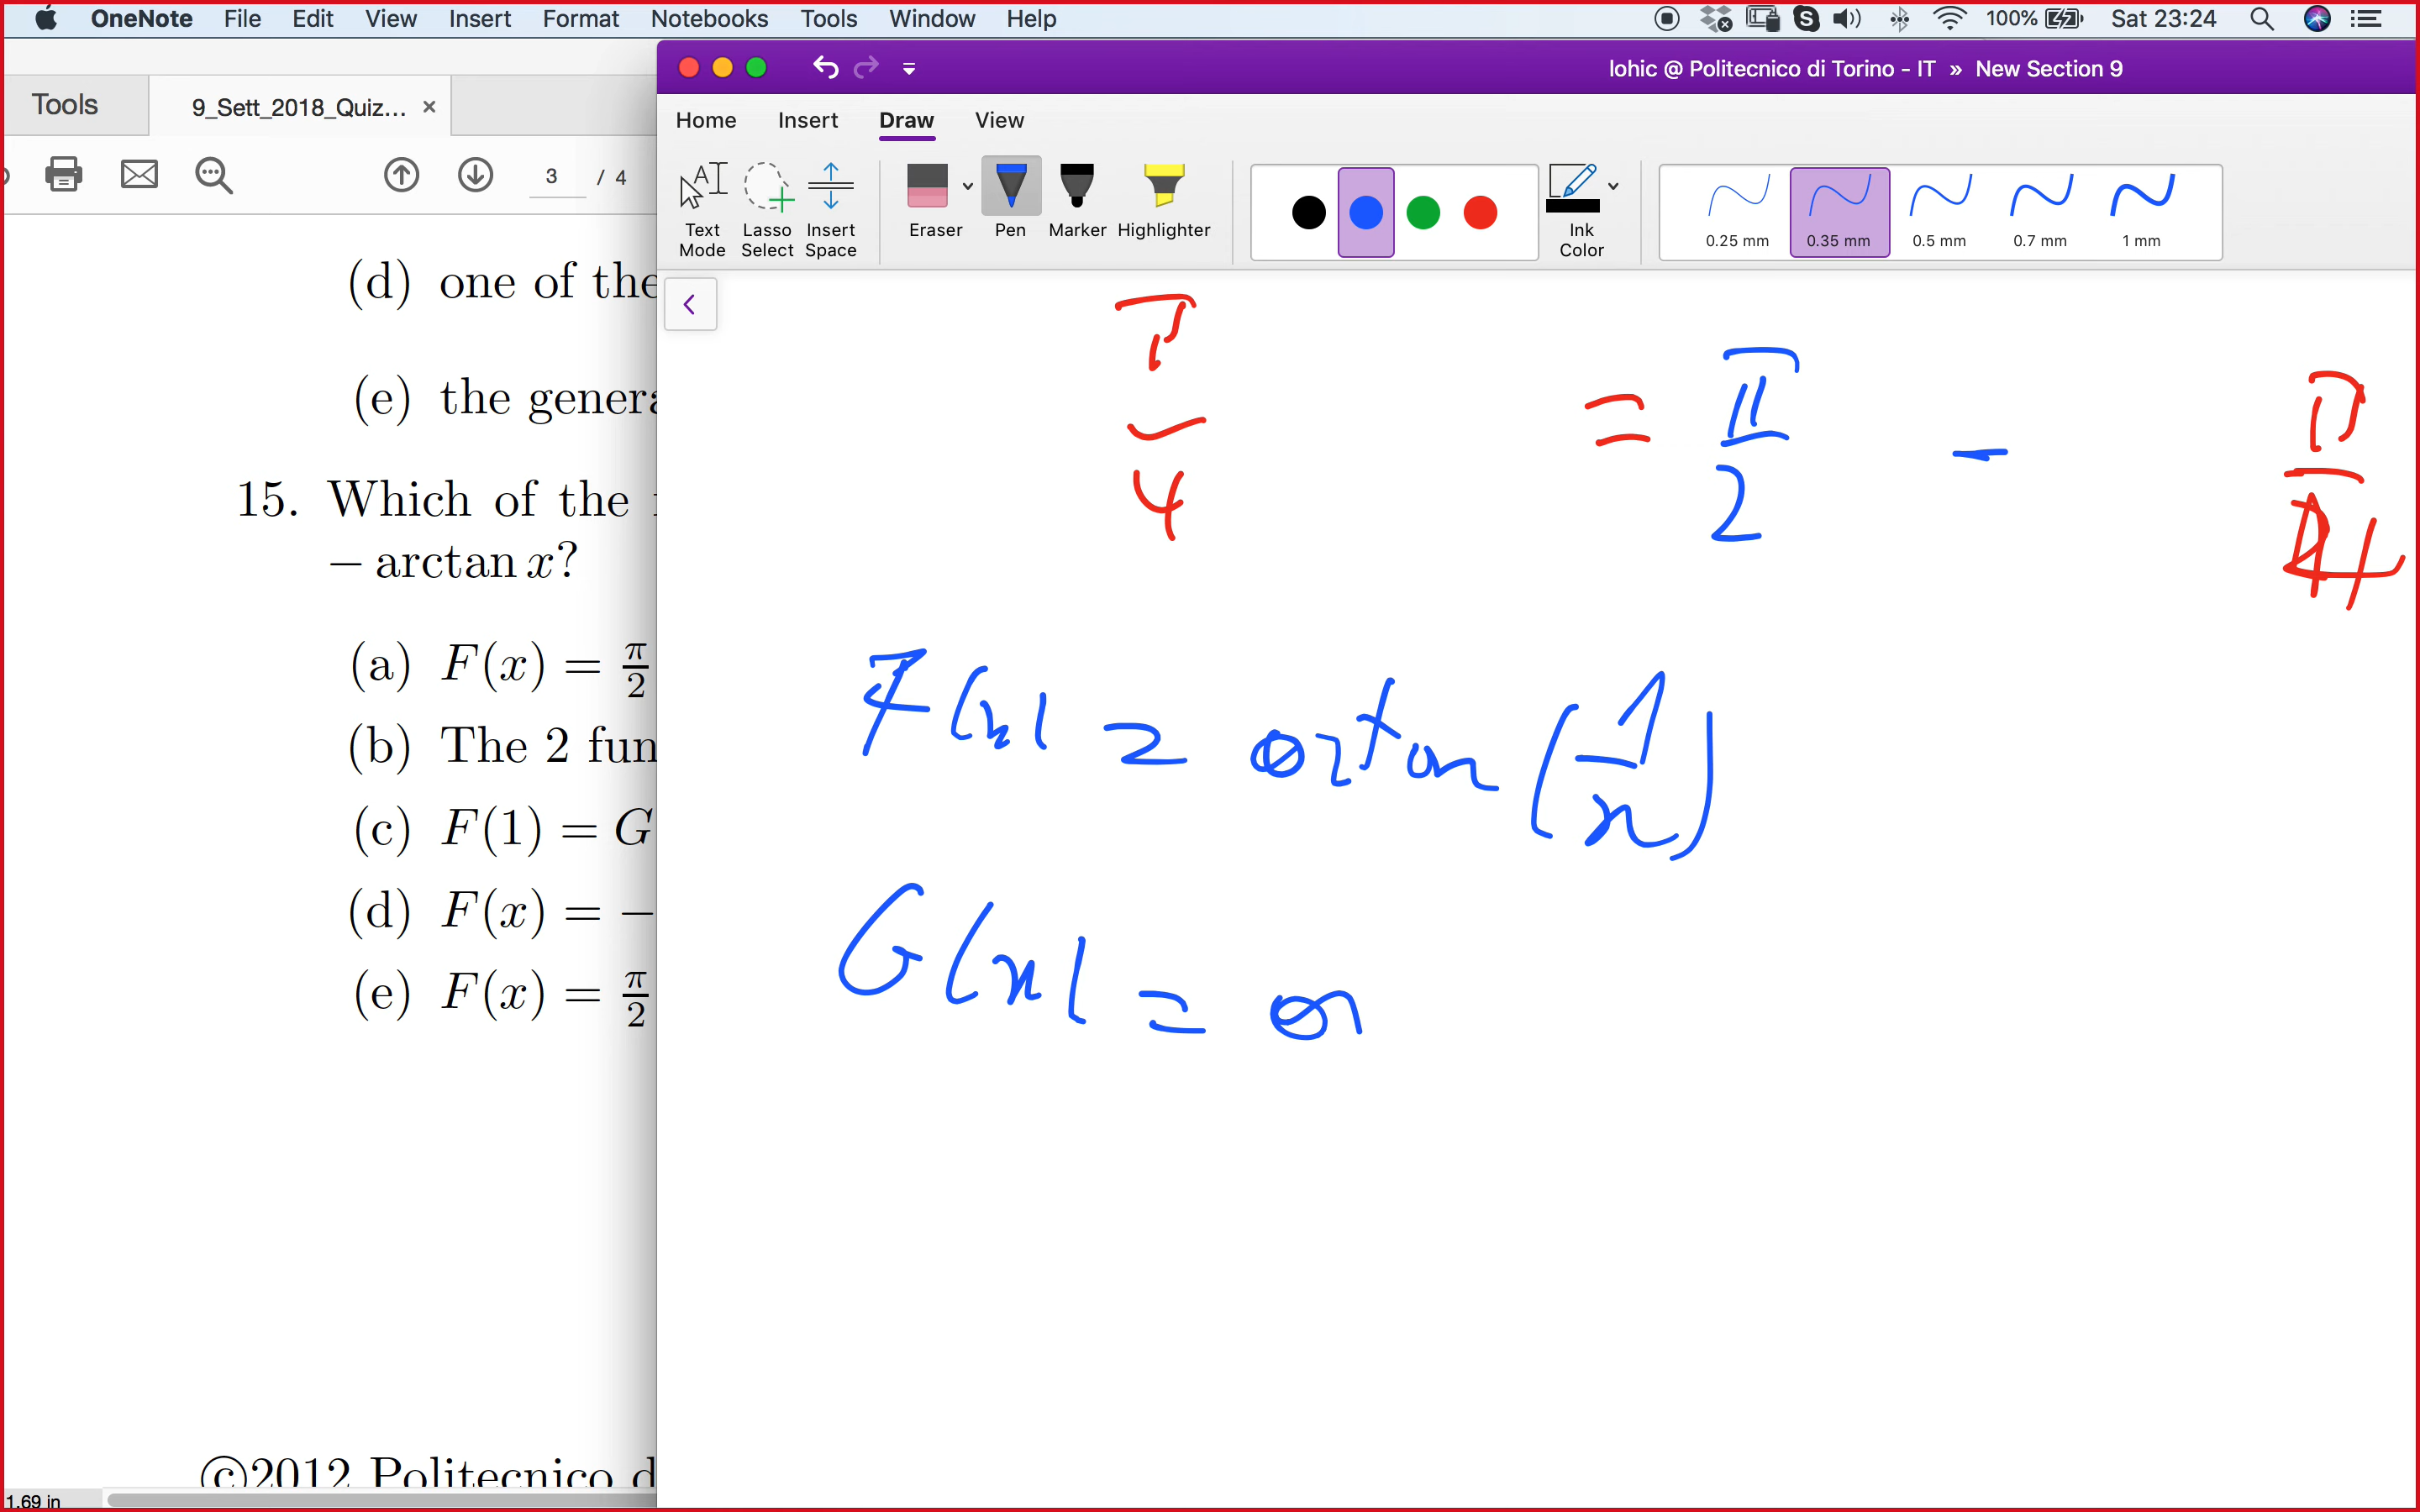 OneNote File Edit View Insert Format Notebooks Tools Window Help 100% Sat 23:24
Iohic @ Politecnico di Torino - IT » New Section 9
Tools 9_Sett_2018_Quiz... ×
Home Insert Draw View
3 / 4
Text Mode Lasso Select Insert Space Eraser Pen Marker Highlighter Ink Color 0.25 mm 0.35 mm 0.5 mm 0.7 mm 1 mm
(d) one of the
(e) the genera
15. Which of the
− arctan x?
(a) F(x) = π/2
(b) The 2 fun
(c) F(1) = G
(d) F(x) = −
(e) F(x) = π/2
©2012 Politecnico d
1.69 in
π/4 = π/2 − π/4
F(x) = arctan (1/x)
G(x) =